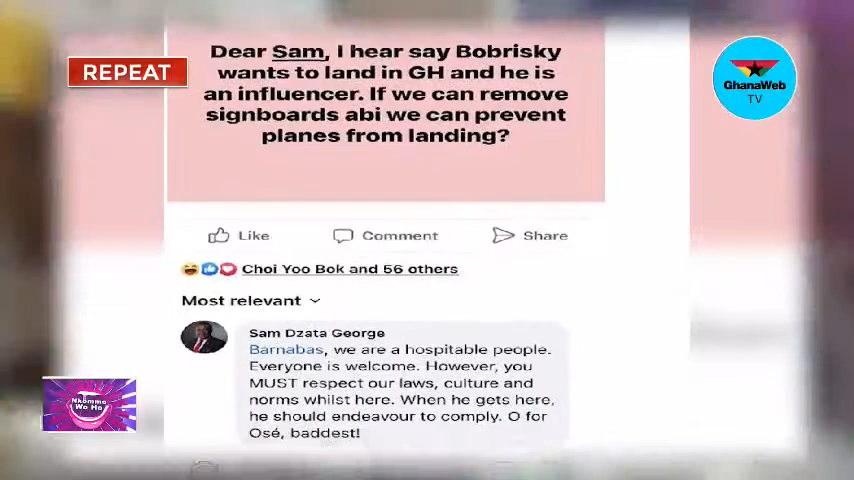 REPEAT
GhanaWeb
TV
Dear Sam, I hear say Bobrisky
wants to land in GH and he is
an influencer. If we can remove
signboards abi we can prevent
planes from landing?
Like
Comment
Share
Choi Yoo Bok and 56 others
Most relevant
Sam Dzata George
Barnabas, we are a hospitable people.
Everyone is welcome. However, you
MUST respect our laws, culture and
norms whilst here. When he gets here,
he should endeavour to comply. O for
Osé, baddest!
Nkommo
Wo Ho